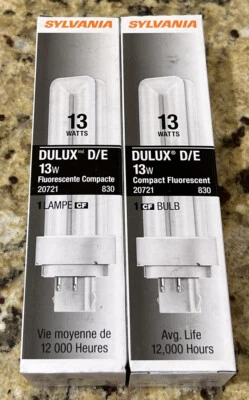 SYLVANIA
13
WATTS
DULUX MD D/E
13W
Fluorescente Compacte
20721 830
1 LAMPE CF
Vie moyenne de
12 000 Heures
SYLVANIA
13
WATTS
DULUX® D/E
13W
Compact Fluorescent
20721 830
1 CF BULB
Avg. Life
12,000 Hours